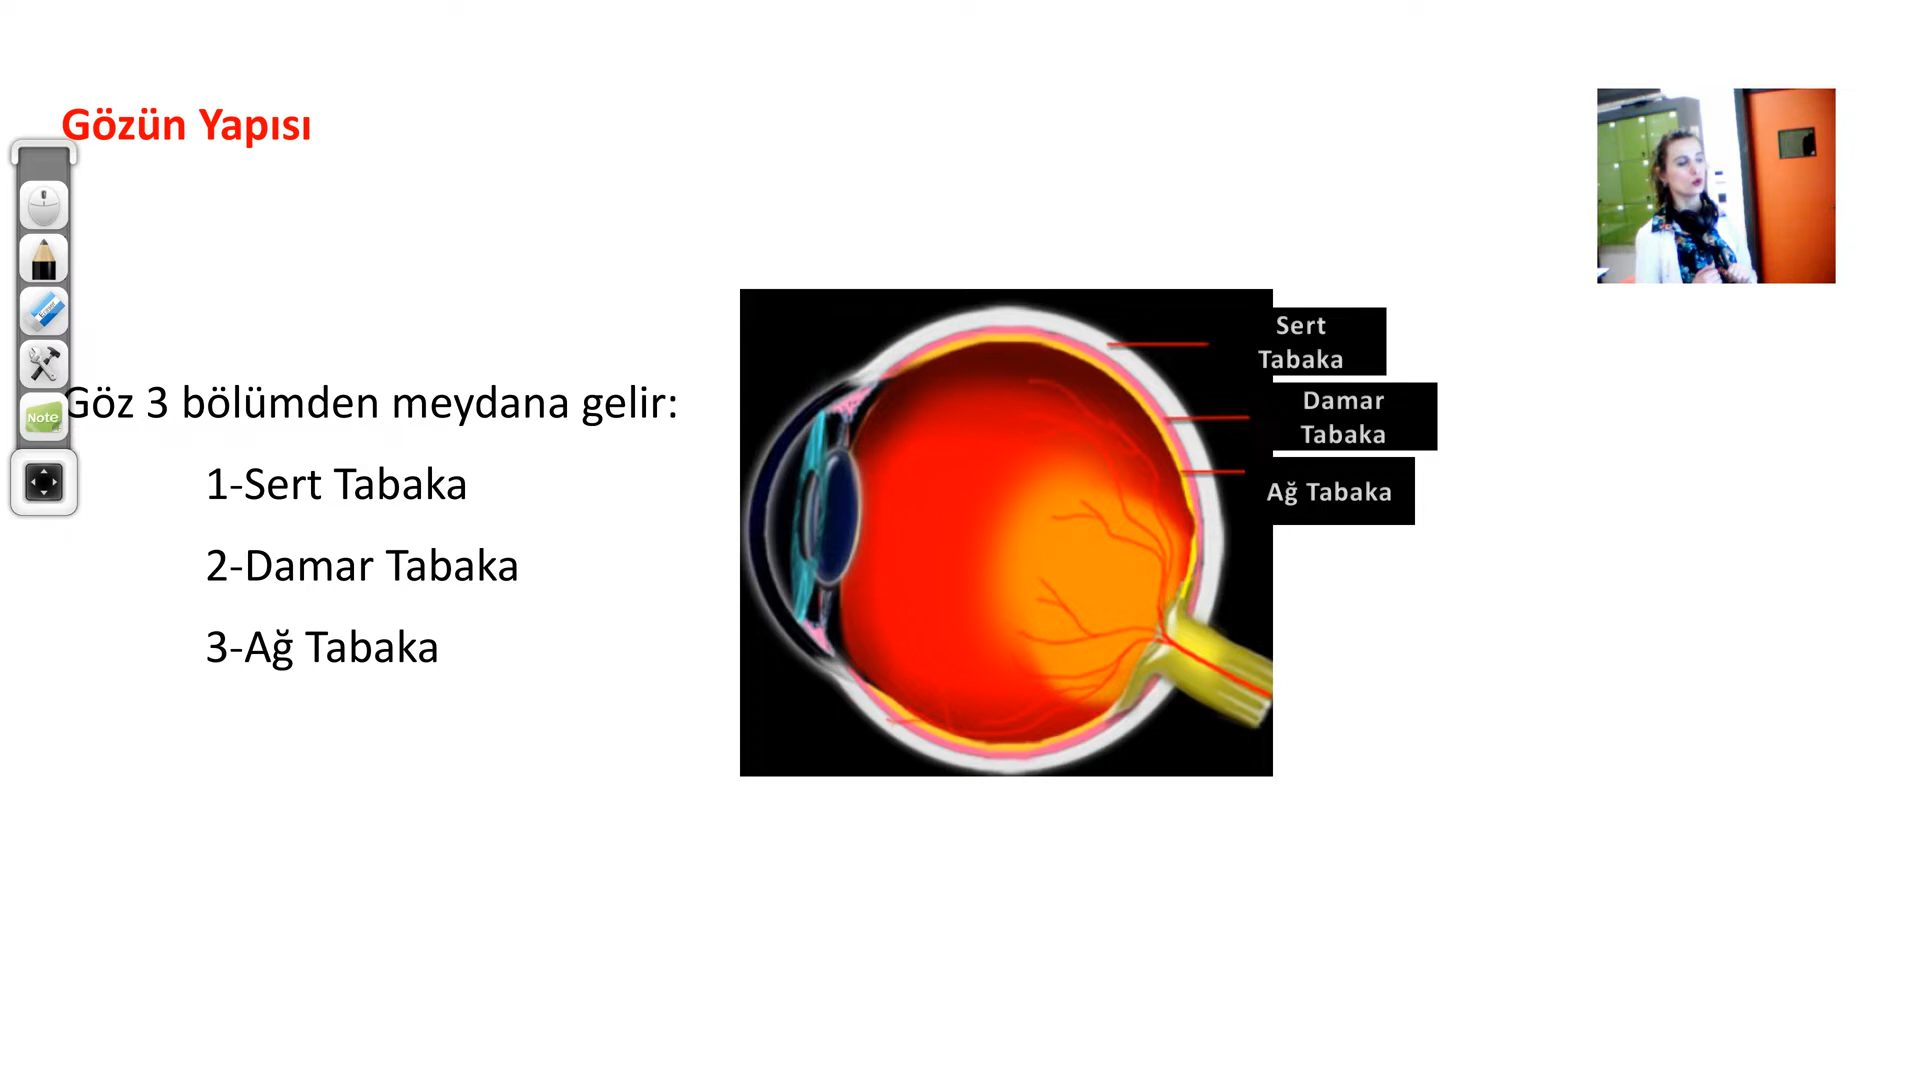 Gözün Yapısı
Göz 3 bölümden meydana gelir:
1-Sert Tabaka
2-Damar Tabaka
3-Ağ Tabaka
Sert
Tabaka
Damar
Tabaka
Ağ Tabaka
Note